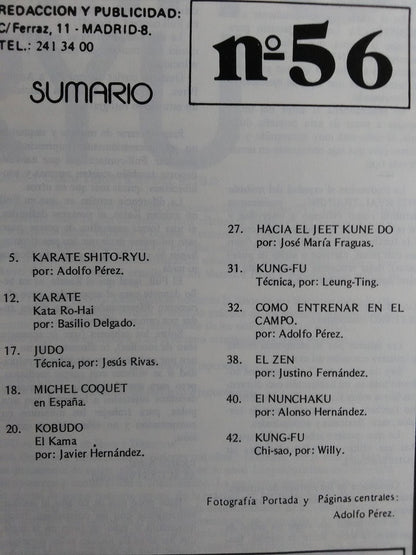 REDACCION Y PUBLICIDAD:
C/Ferraz, 11 - MADRID-8.
TEL.: 241 34 00
nº 56
SUMARIO
5. KARATE SHITO-RYU.
por: Adolfo Pérez.
12. KARATE
Kata Ro-Hai
por: Basilio Delgado.
17. JUDO
Técnica, por: Jesús Rivas.
18. MICHEL COQUET
en España.
20. KOBUDO
El Kama
por: Javier Hernández.
27. HACIA EL JEET KUNE DO
por: José María Fraguas.
31. KUNG-FU
Técnica, por: Leung-Ting.
32. COMO ENTRENAR EN EL
CAMPO.
por: Adolfo Pérez.
38. EL ZEN
por: Justino Fernández.
40. El NUNCHAKU
por: Alonso Hernández.
42. KUNG-FU
Chi-sao, por: Willy.
Fotografía Portada y Páginas centrales:
Adolfo Pérez.